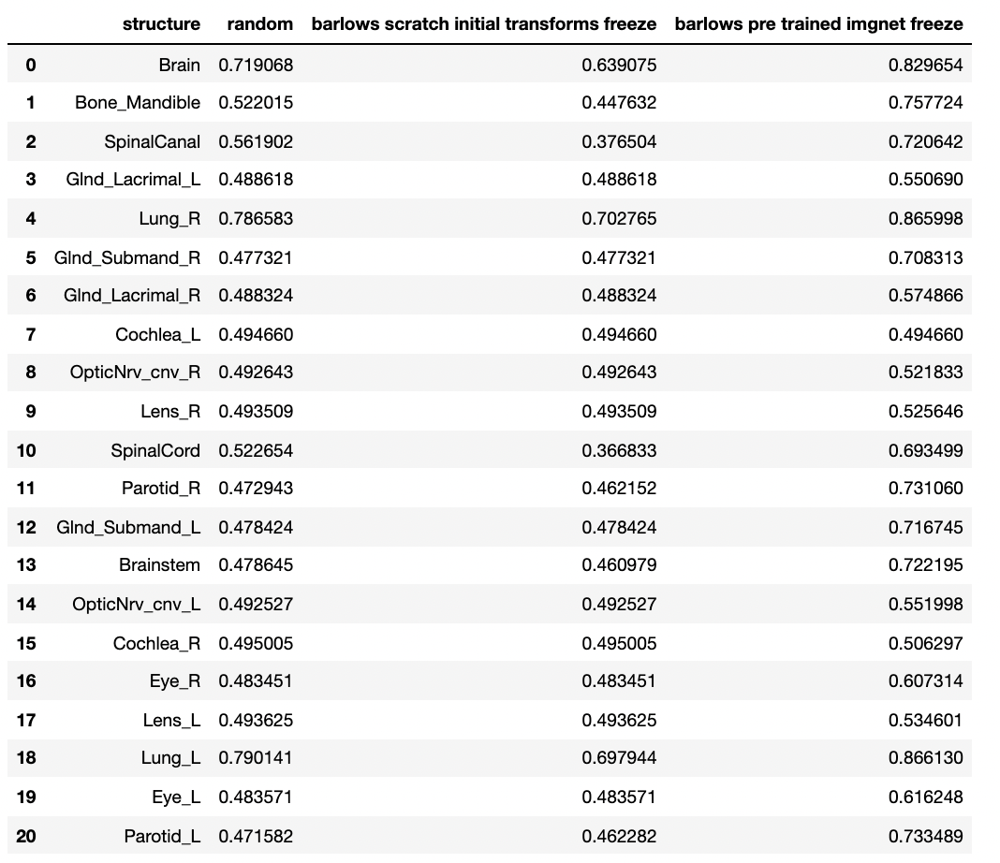 structure random barlows scratch initial transforms freeze barlows pre trained imgnet freeze
0 Brain 0.719068 0.639075 0.829654
1 Bone_Mandible 0.522015 0.447632 0.757724
2 SpinalCanal 0.561902 0.376504 0.720642
3 Glnd_Lacrimal_L 0.488618 0.488618 0.550690
4 Lung_R 0.786583 0.702765 0.865998
5 Glnd_Submand_R 0.477321 0.477321 0.708313
6 Glnd_Lacrimal_R 0.488324 0.488324 0.574866
7 Cochlea_L 0.494660 0.494660 0.494660
8 OpticNrv_cnv_R 0.492643 0.492643 0.521833
9 Lens_R 0.493509 0.493509 0.525646
10 SpinalCord 0.522654 0.366833 0.693499
11 Parotid_R 0.472943 0.462152 0.731060
12 Glnd_Submand_L 0.478424 0.478424 0.716745
13 Brainstem 0.478645 0.460979 0.722195
14 OpticNrv_cnv_L 0.492527 0.492527 0.551998
15 Cochlea_R 0.495005 0.495005 0.506297
16 Eye_R 0.483451 0.483451 0.607314
17 Lens_L 0.493625 0.493625 0.534601
18 Lung_L 0.790141 0.697944 0.866130
19 Eye_L 0.483571 0.483571 0.616248
20 Parotid_L 0.471582 0.462282 0.733489